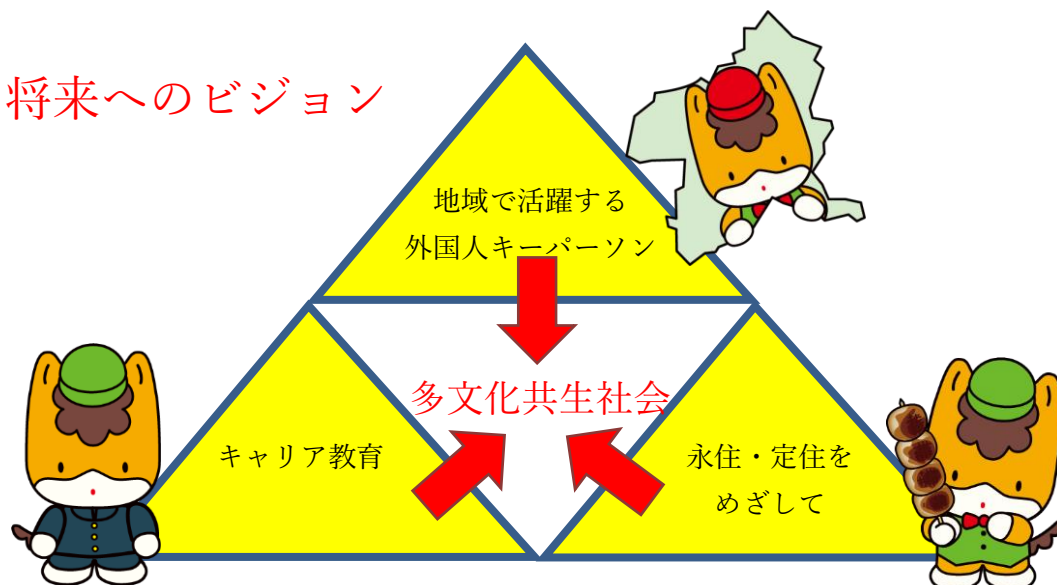 将来へのビジョン
地域で活躍する
外国人キーパーソン
多文化共生社会
キャリア教育
永住・定住を
めざして